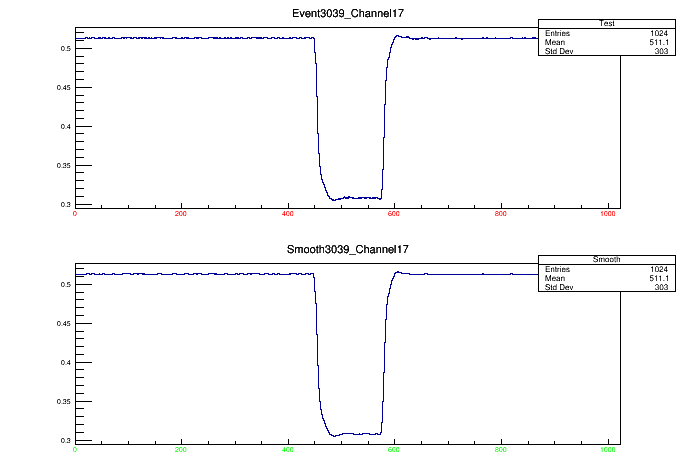 Event3039_Channel17
Test
Entries 1024
Mean 511.1
Std Dev 303
0.5
0.45
0.4
0.35
0.3
0 200 400 600 800 1000
Smooth3039_Channel17
Smooth
Entries 1024
Mean 511.1
Std Dev 303
0.5
0.45
0.4
0.35
0.3
0 200 400 600 800 1000